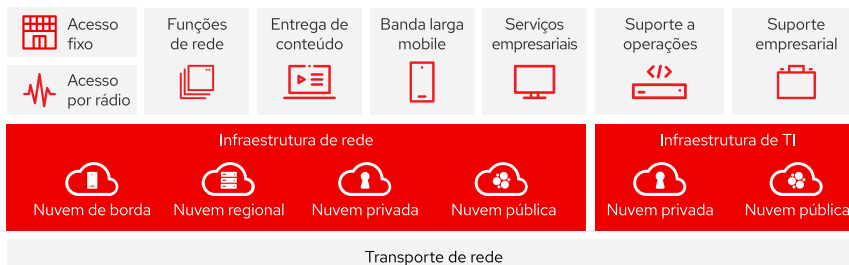 Acesso
fixo
Acesso
por rádio
Funções
de rede
Entrega de
conteúdo
Banda larga
mobile
Serviços
empresariais
Suporte a
operações
Suporte
empresarial
Infraestrutura de rede
Nuvem de borda
Nuvem regional
Nuvem privada
Nuvem pública
Infraestrutura de TI
Nuvem privada
Nuvem pública
Transporte de rede